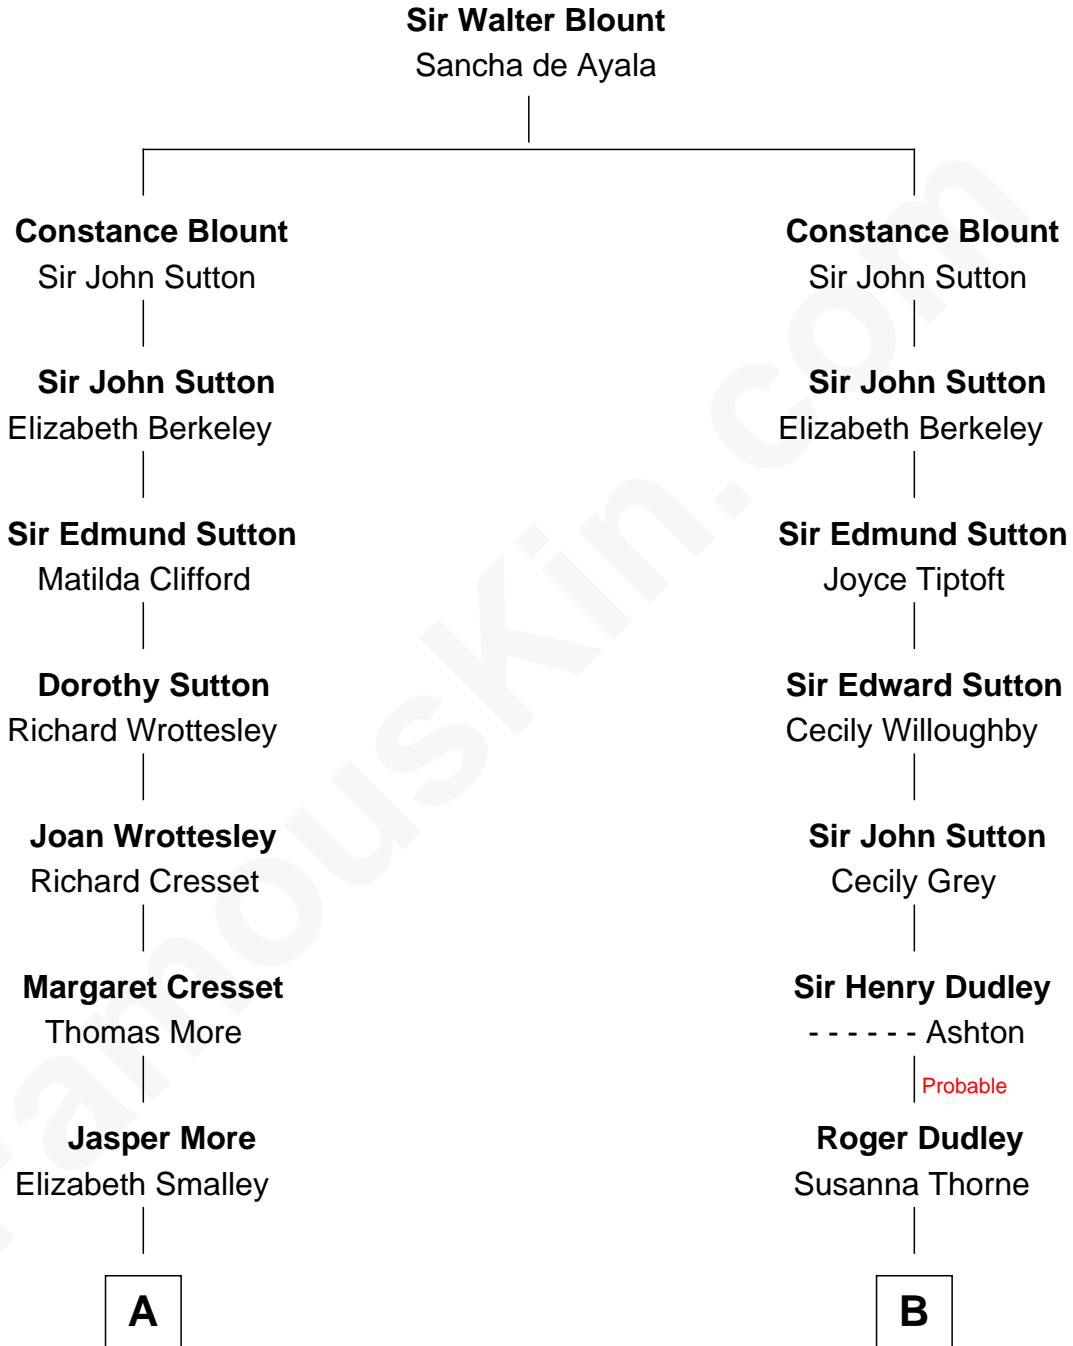 Sir Walter Blount
Sancha de Ayala
Constance Blount
Sir John Sutton
Sir John Sutton
Elizabeth Berkeley
Sir Edmund Sutton
Matilda Clifford
Dorothy Sutton
Richard Wrottesley
Joan Wrottesley
Richard Cresset
Margaret Cresset
Thomas More
Jasper More
Elizabeth Smalley
A
Constance Blount
Sir John Sutton
Sir John Sutton
Elizabeth Berkeley
Sir Edmund Sutton
Joyce Tiptoft
Sir Edward Sutton
Cecily Willoughby
Sir John Sutton
Cecily Grey
Sir Henry Dudley
- - - - - - Ashton
Probable
Roger Dudley
Susanna Thorne
B
FamousKin.com